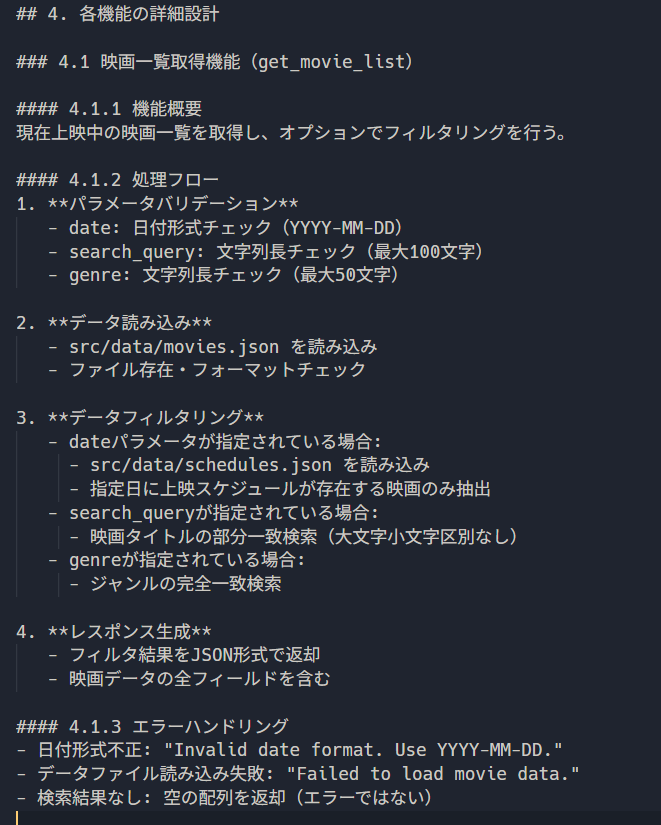 ## 4. 各機能の詳細設計
### 4.1 映画一覧取得機能（get_movie_list）
#### 4.1.1 機能概要
現在上映中の映画一覧を取得し、オプションでフィルタリングを行う。
#### 4.1.2 処理フロー
1. **パラメータバリデーション**
- date: 日付形式チェック（YYYY-MM-DD）
- search_query: 文字列長チェック（最大100文字）
- genre: 文字列長チェック（最大50文字）
2. **データ読み込み**
- src/data/movies.json を読み込み
- ファイル存在・フォーマットチェック
3. **データフィルタリング**
- dateパラメータが指定されている場合:
- src/data/schedules.json を読み込み
- 指定日に上映スケジュールが存在する映画のみ抽出
- search_queryが指定されている場合:
- 映画タイトルの部分一致検索（大文字小文字区別なし）
- genreが指定されている場合:
- ジャンルの完全一致検索
4. **レスポンス生成**
- フィルタ結果をJSON形式で返却
- 映画データの全フィールドを含む
#### 4.1.3 エラーハンドリング
- 日付形式不正: "Invalid date format. Use YYYY-MM-DD."
- データファイル読み込み失敗: "Failed to load movie data."
- 検索結果なし: 空の配列を返却（エラーではない）